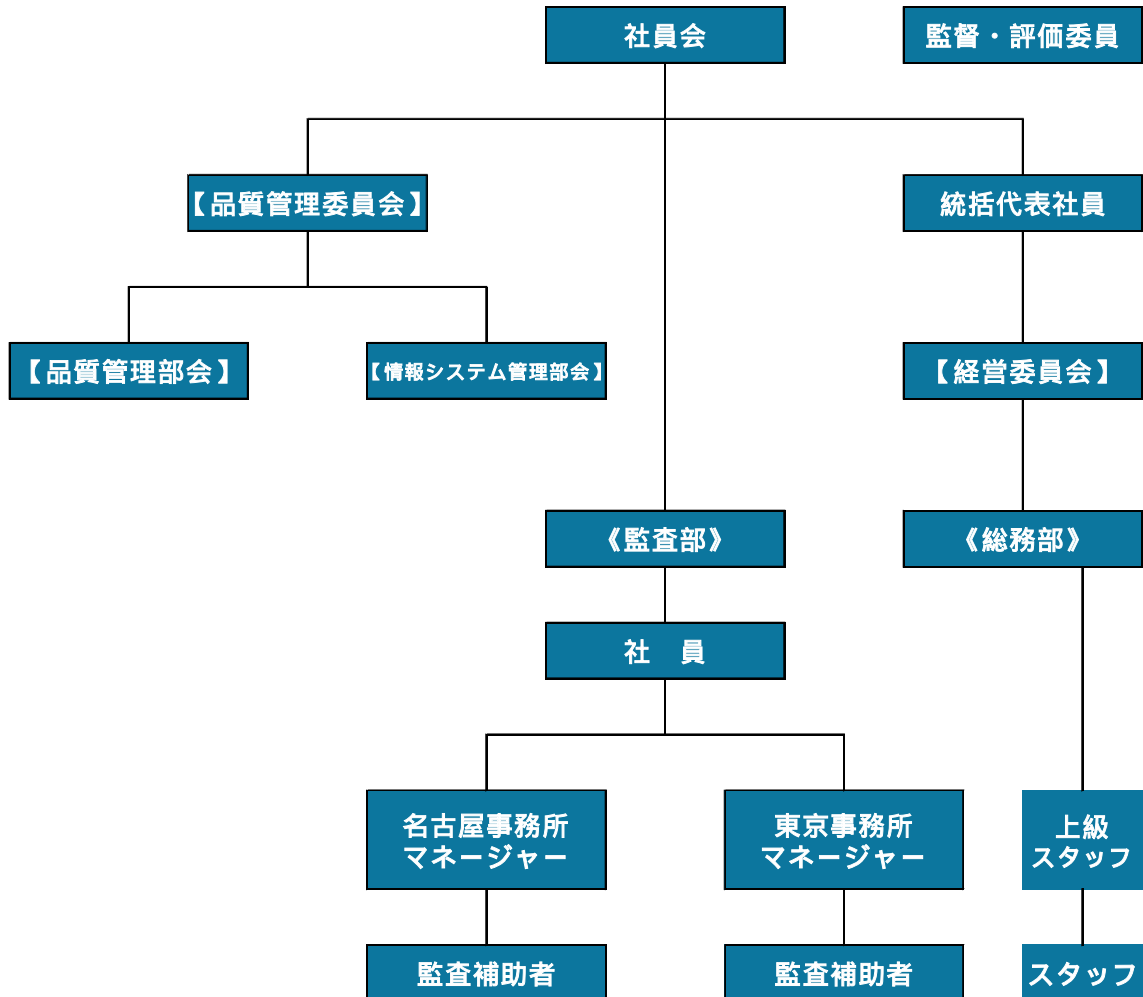 社員会
監督・評価委員
【品質管理委員会】
統括代表社員
【品質管理部会】
【情報システム管理部会】
【経営委員会】
《監査部》
《総務部》
社　員
名古屋事務所
マネージャー
東京事務所
マネージャー
上級
スタッフ
監査補助者
監査補助者
スタッフ